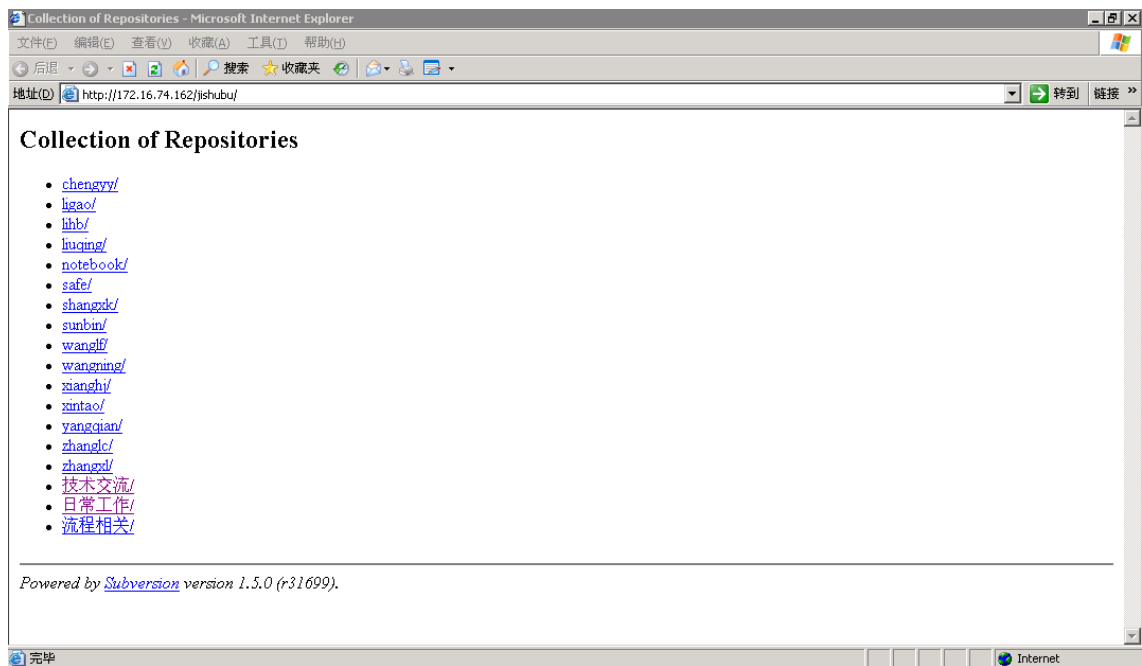 Collection of Repositories - Microsoft Internet Explorer
文件(F) 编辑(E) 查看(V) 收藏(A) 工具(T) 帮助(H)
后退 搜索 收藏夹
地址(D) http://172.16.74.162/jishubu/ 转到 链接 »
Collection of Repositories
chengyy/
ligao/
lihb/
liuqing/
notebook/
safe/
shangxk/
sunbin/
wanglf/
wangning/
xianghj/
xintao/
yangqian/
zhanglc/
zhangxl/
技术交流/
日常工作/
流程相关/
Powered by Subversion version 1.5.0 (r31699).
完毕 Internet